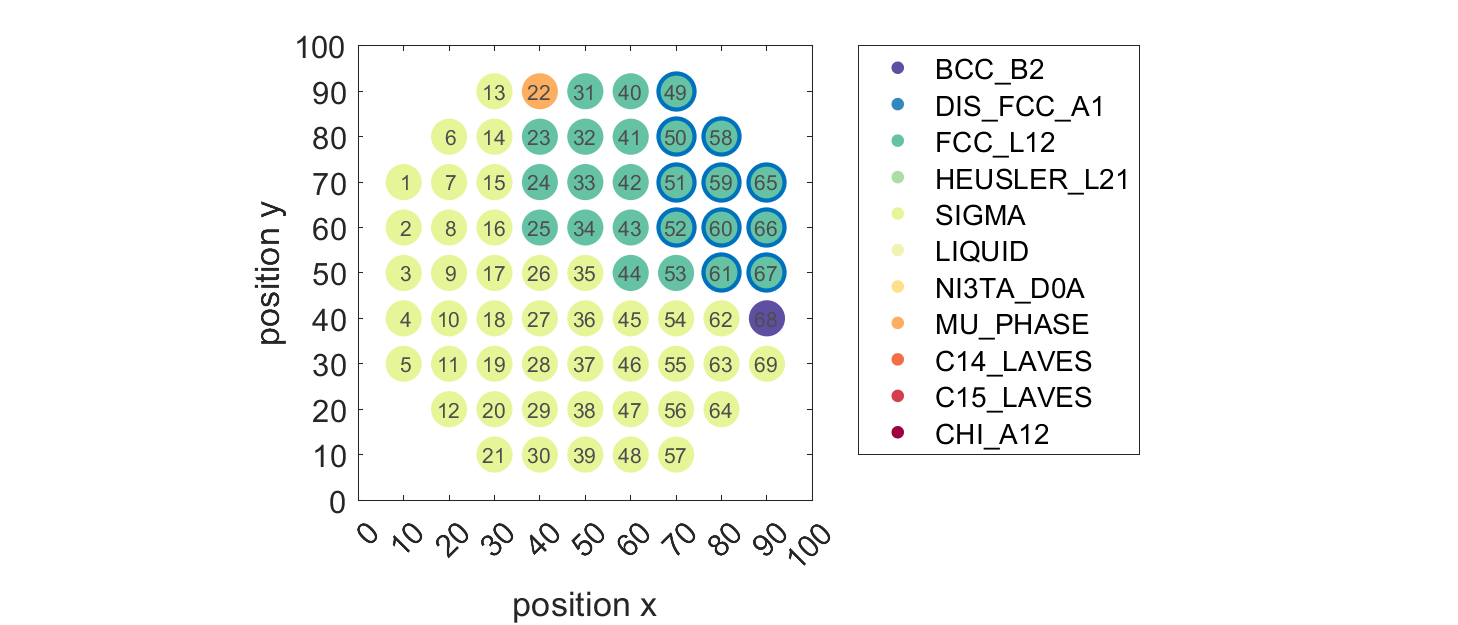 100
90
80
70
60
50
40
30
20
10
0
position y
13 22 31 40 49
6 14 23 32 41 50 58
1 7 15 24 33 42 51 59 65
2 8 16 25 34 43 52 60 66
3 9 17 26 35 44 53 61 67
4 10 18 27 36 45 54 62 68
5 11 19 28 37 46 55 63 69
12 20 29 38 47 56 64
21 30 39 48 57
0 10 20 30 40 50 60 70 80 90 100
position x
BCC_B2
DIS_FCC_A1
FCC_L12
HEUSLER_L21
SIGMA
LIQUID
NI3TA_D0A
MU_PHASE
C14_LAVES
C15_LAVES
CHI_A12